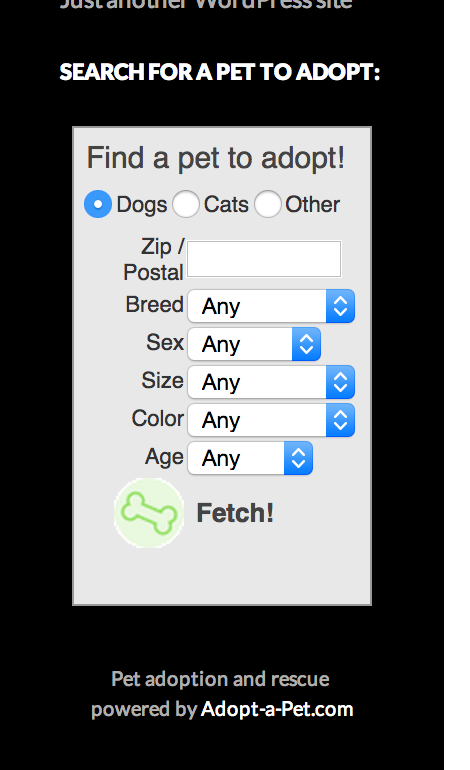 Just another WordPress site
SEARCH FOR A PET TO ADOPT:
Find a pet to adopt!
Dogs Cats Other
Zip /
Postal
Breed Any
Sex Any
Size Any
Color Any
Age Any
Fetch!
Pet adoption and rescue
powered by Adopt-a-Pet.com